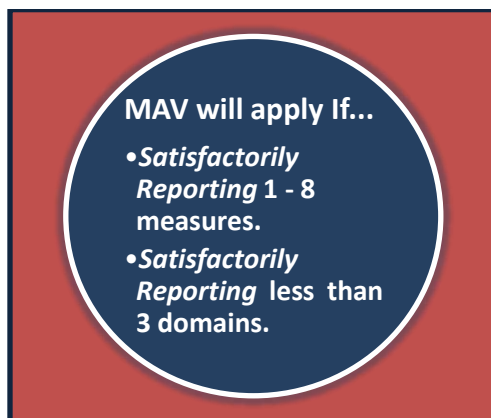 MAV will apply If...
•Satisfactorily
Reporting 1 - 8
measures.
•Satisfactorily
Reporting less than
3 domains.